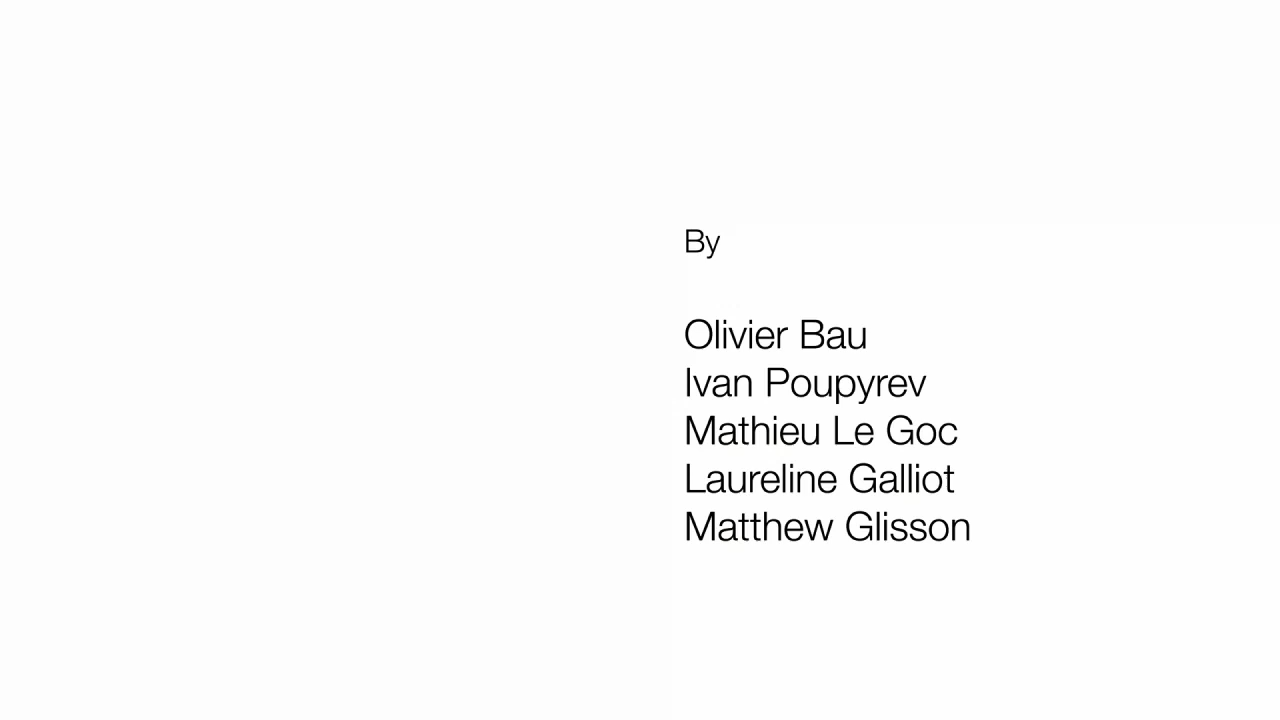 By
Olivier Bau
Ivan Poupyrev
Mathieu Le Goc
Laureline Galliot
Matthew Glisson